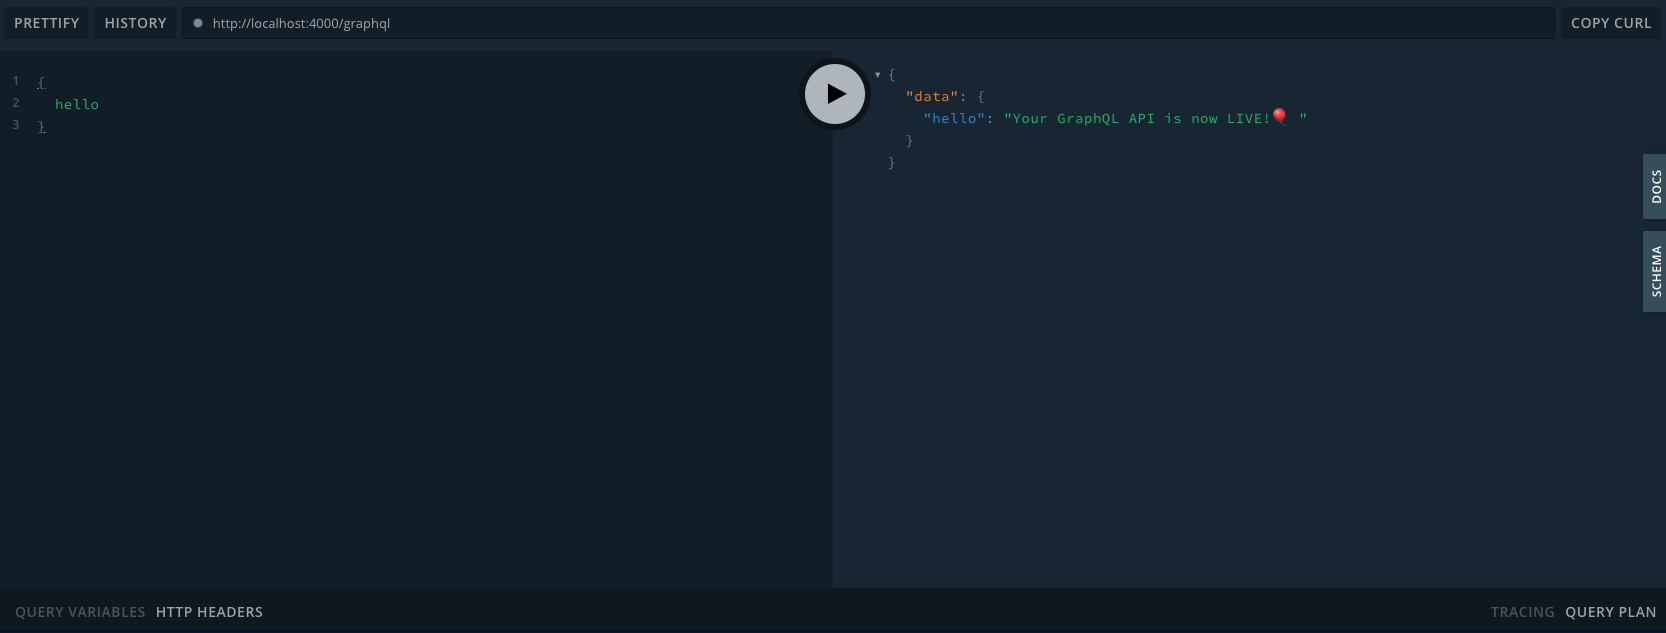 PRETTIFY HISTORY http://localhost:4000/graphql COPY CURL
1 {
2 hello
3 }
{
"data": {
"hello": "Your GraphQL API is now LIVE!🎈 "
}
}
DOCS
SCHEMA
QUERY VARIABLES HTTP HEADERS TRACING QUERY PLAN